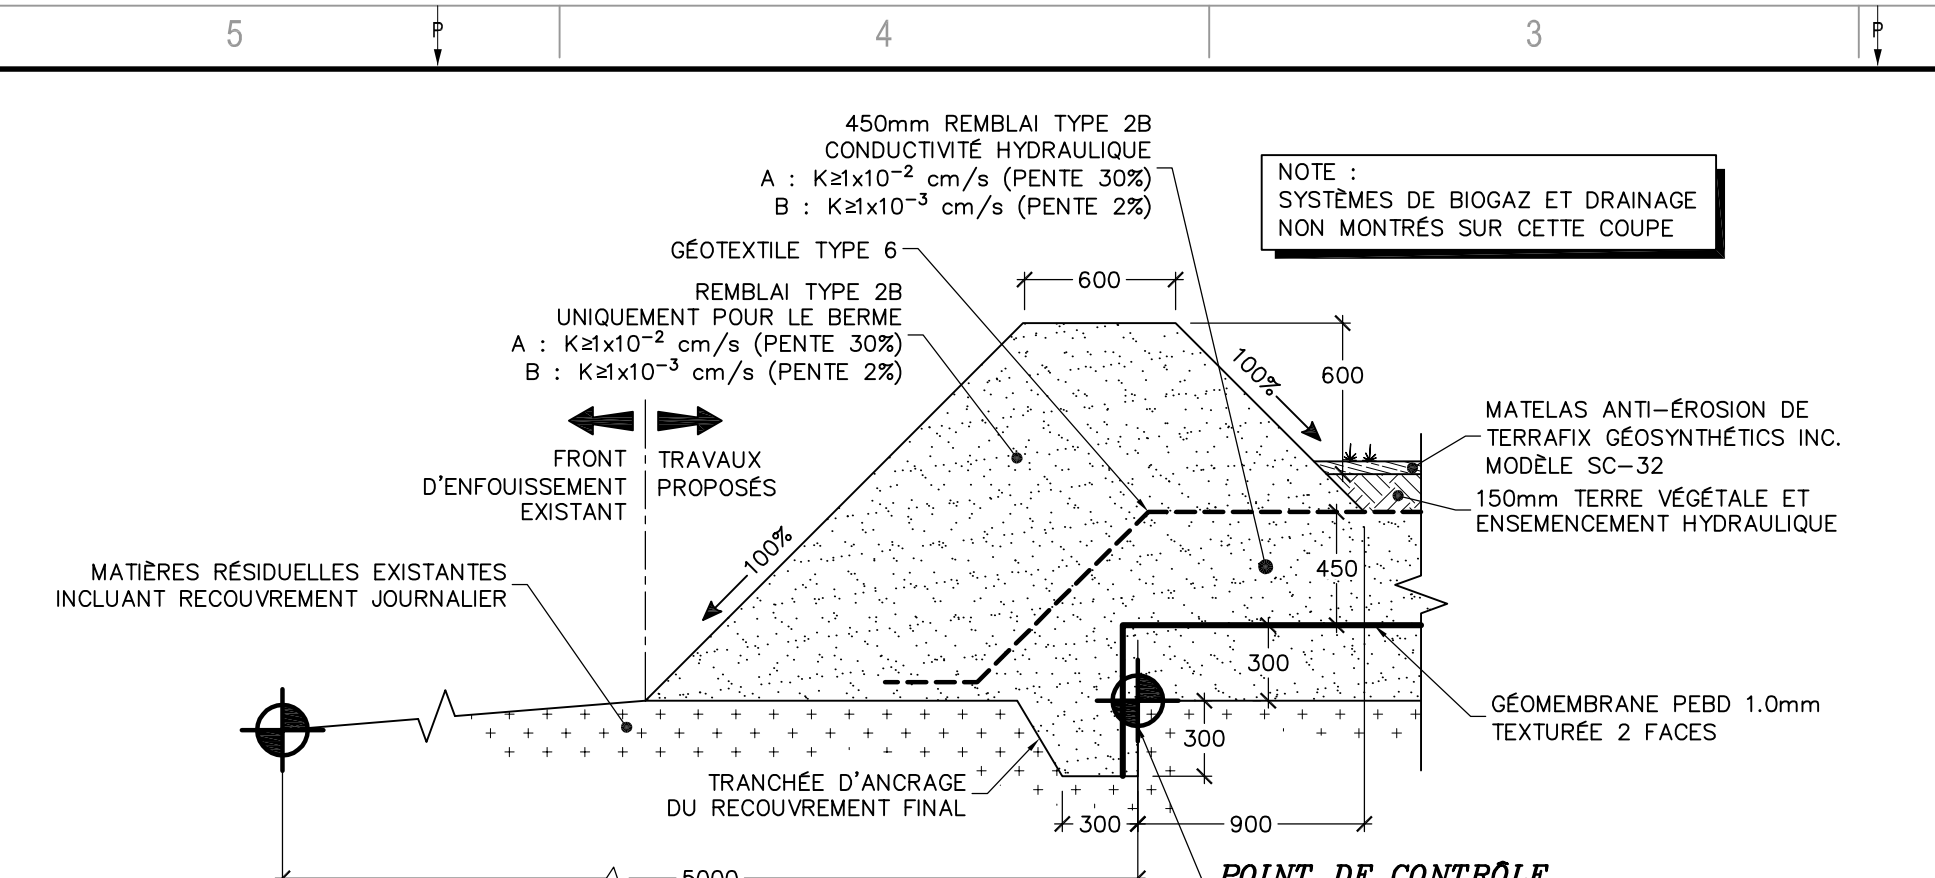 5
P
4
3
P
450mm REMBLAI TYPE 2B
CONDUCTIVITÉ HYDRAULIQUE
A : K≥1x10⁻² cm/s (PENTE 30%)
B : K≥1x10⁻³ cm/s (PENTE 2%)
NOTE :
SYSTÈMES DE BIOGAZ ET DRAINAGE
NON MONTRÉS SUR CETTE COUPE
GÉOTEXTILE TYPE 6
600
REMBLAI TYPE 2B
UNIQUEMENT POUR LE BERME
A : K≥1x10⁻² cm/s (PENTE 30%)
B : K≥1x10⁻³ cm/s (PENTE 2%)
100%
600
MATELAS ANTI-ÉROSION DE
TERRAFIX GÉOSYNTHÉTICS INC.
MODÈLE SC-32
FRONT
D'ENFOUISSEMENT
EXISTANT
TRAVAUX
PROPOSÉS
150mm TERRE VÉGÉTALE ET
ENSEMENCEMENT HYDRAULIQUE
100%
450
MATIÈRES RÉSIDUELLES EXISTANTES
INCLUANT RECOUVREMENT JOURNALIER
300
GÉOMEMBRANE PEBD 1.0mm
TEXTURÉE 2 FACES
300
TRANCHÉE D'ANCRAGE
DU RECOUVREMENT FINAL
300
900
5000
POINT DE CONTRÔLE